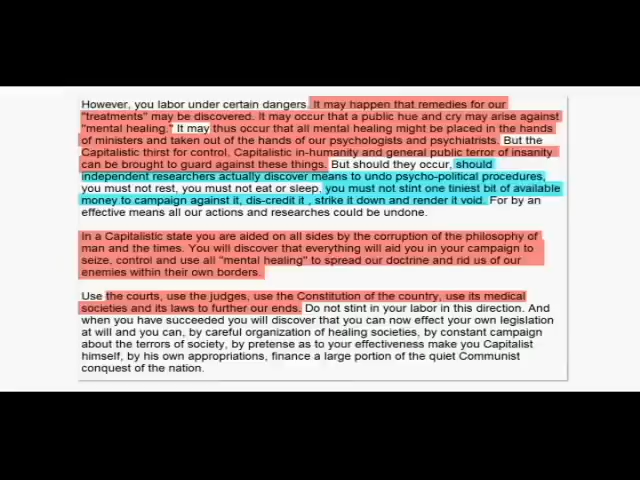 However, you labor under certain dangers. It may happen that remedies for our
"treatments" may be discovered. It may occur that a public hue and cry may arise against
"mental healing." It may thus occur that all mental healing might be placed in the hands
of ministers and taken out of the hands of our psychologists and psychiatrists. But the
Capitalistic thirst for control, Capitalistic in-humanity and general public terror of insanity
can be brought to guard against these things. But should they occur, should
independent researchers actually discover means to undo psycho-political procedures,
you must not rest, you must not eat or sleep, you must not stint one tiniest bit of available
money to campaign against it, dis-credit it , strike it down and render it void. For by an
effective means all our actions and researches could be undone.
In a Capitalistic state you are aided on all sides by the corruption of the philosophy of
man and the times. You will discover that everything will aid you in your campaign to
seize, control and use all "mental healing" to spread our doctrine and rid us of our
enemies within their own borders.
Use the courts, use the judges, use the Constitution of the country, use its medical
societies and its laws to further our ends. Do not stint in your labor in this direction. And
when you have succeeded you will discover that you can now effect your own legislation
at will and you can, by careful organization of healing societies, by constant campaign
about the terrors of society, by pretense as to your effectiveness make you Capitalist
himself, by his own appropriations, finance a large portion of the quiet Communist
conquest of the nation.